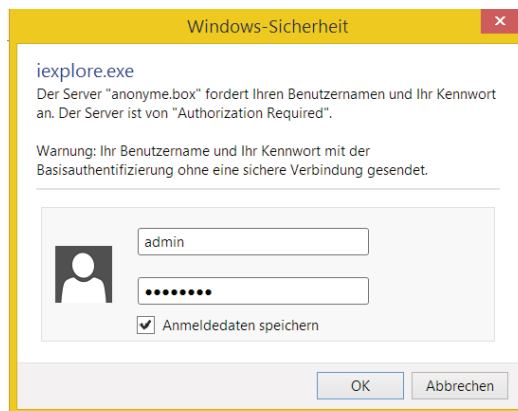 Windows-Sicherheit
iexplore.exe
Der Server "anonyme.box" fordert Ihren Benutzernamen und Ihr Kennwort
an. Der Server ist von "Authorization Required".
Warnung: Ihr Benutzername und Ihr Kennwort mit der
Basisauthentifizierung ohne eine sichere Verbindung gesendet.
admin
••••••••
Anmeldedaten speichern
OK Abbrechen